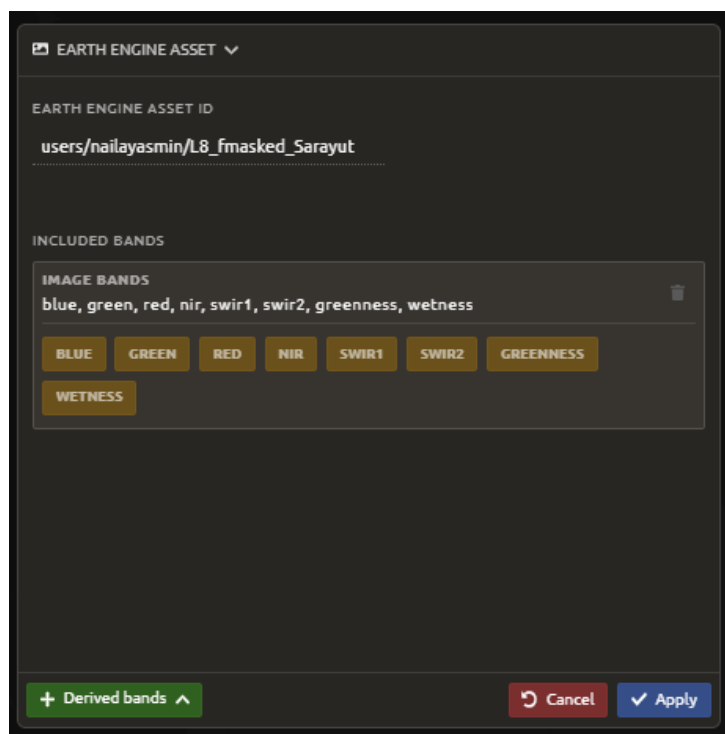 EARTH ENGINE ASSET
EARTH ENGINE ASSET ID
users/nailayasmin/L8_fmasked_Sarayut
INCLUDED BANDS
IMAGE BANDS
blue, green, red, nir, swir1, swir2, greenness, wetness
BLUE GREEN RED NIR SWIR1 SWIR2 GREENNESS
WETNESS
+ Derived bands Cancel Apply